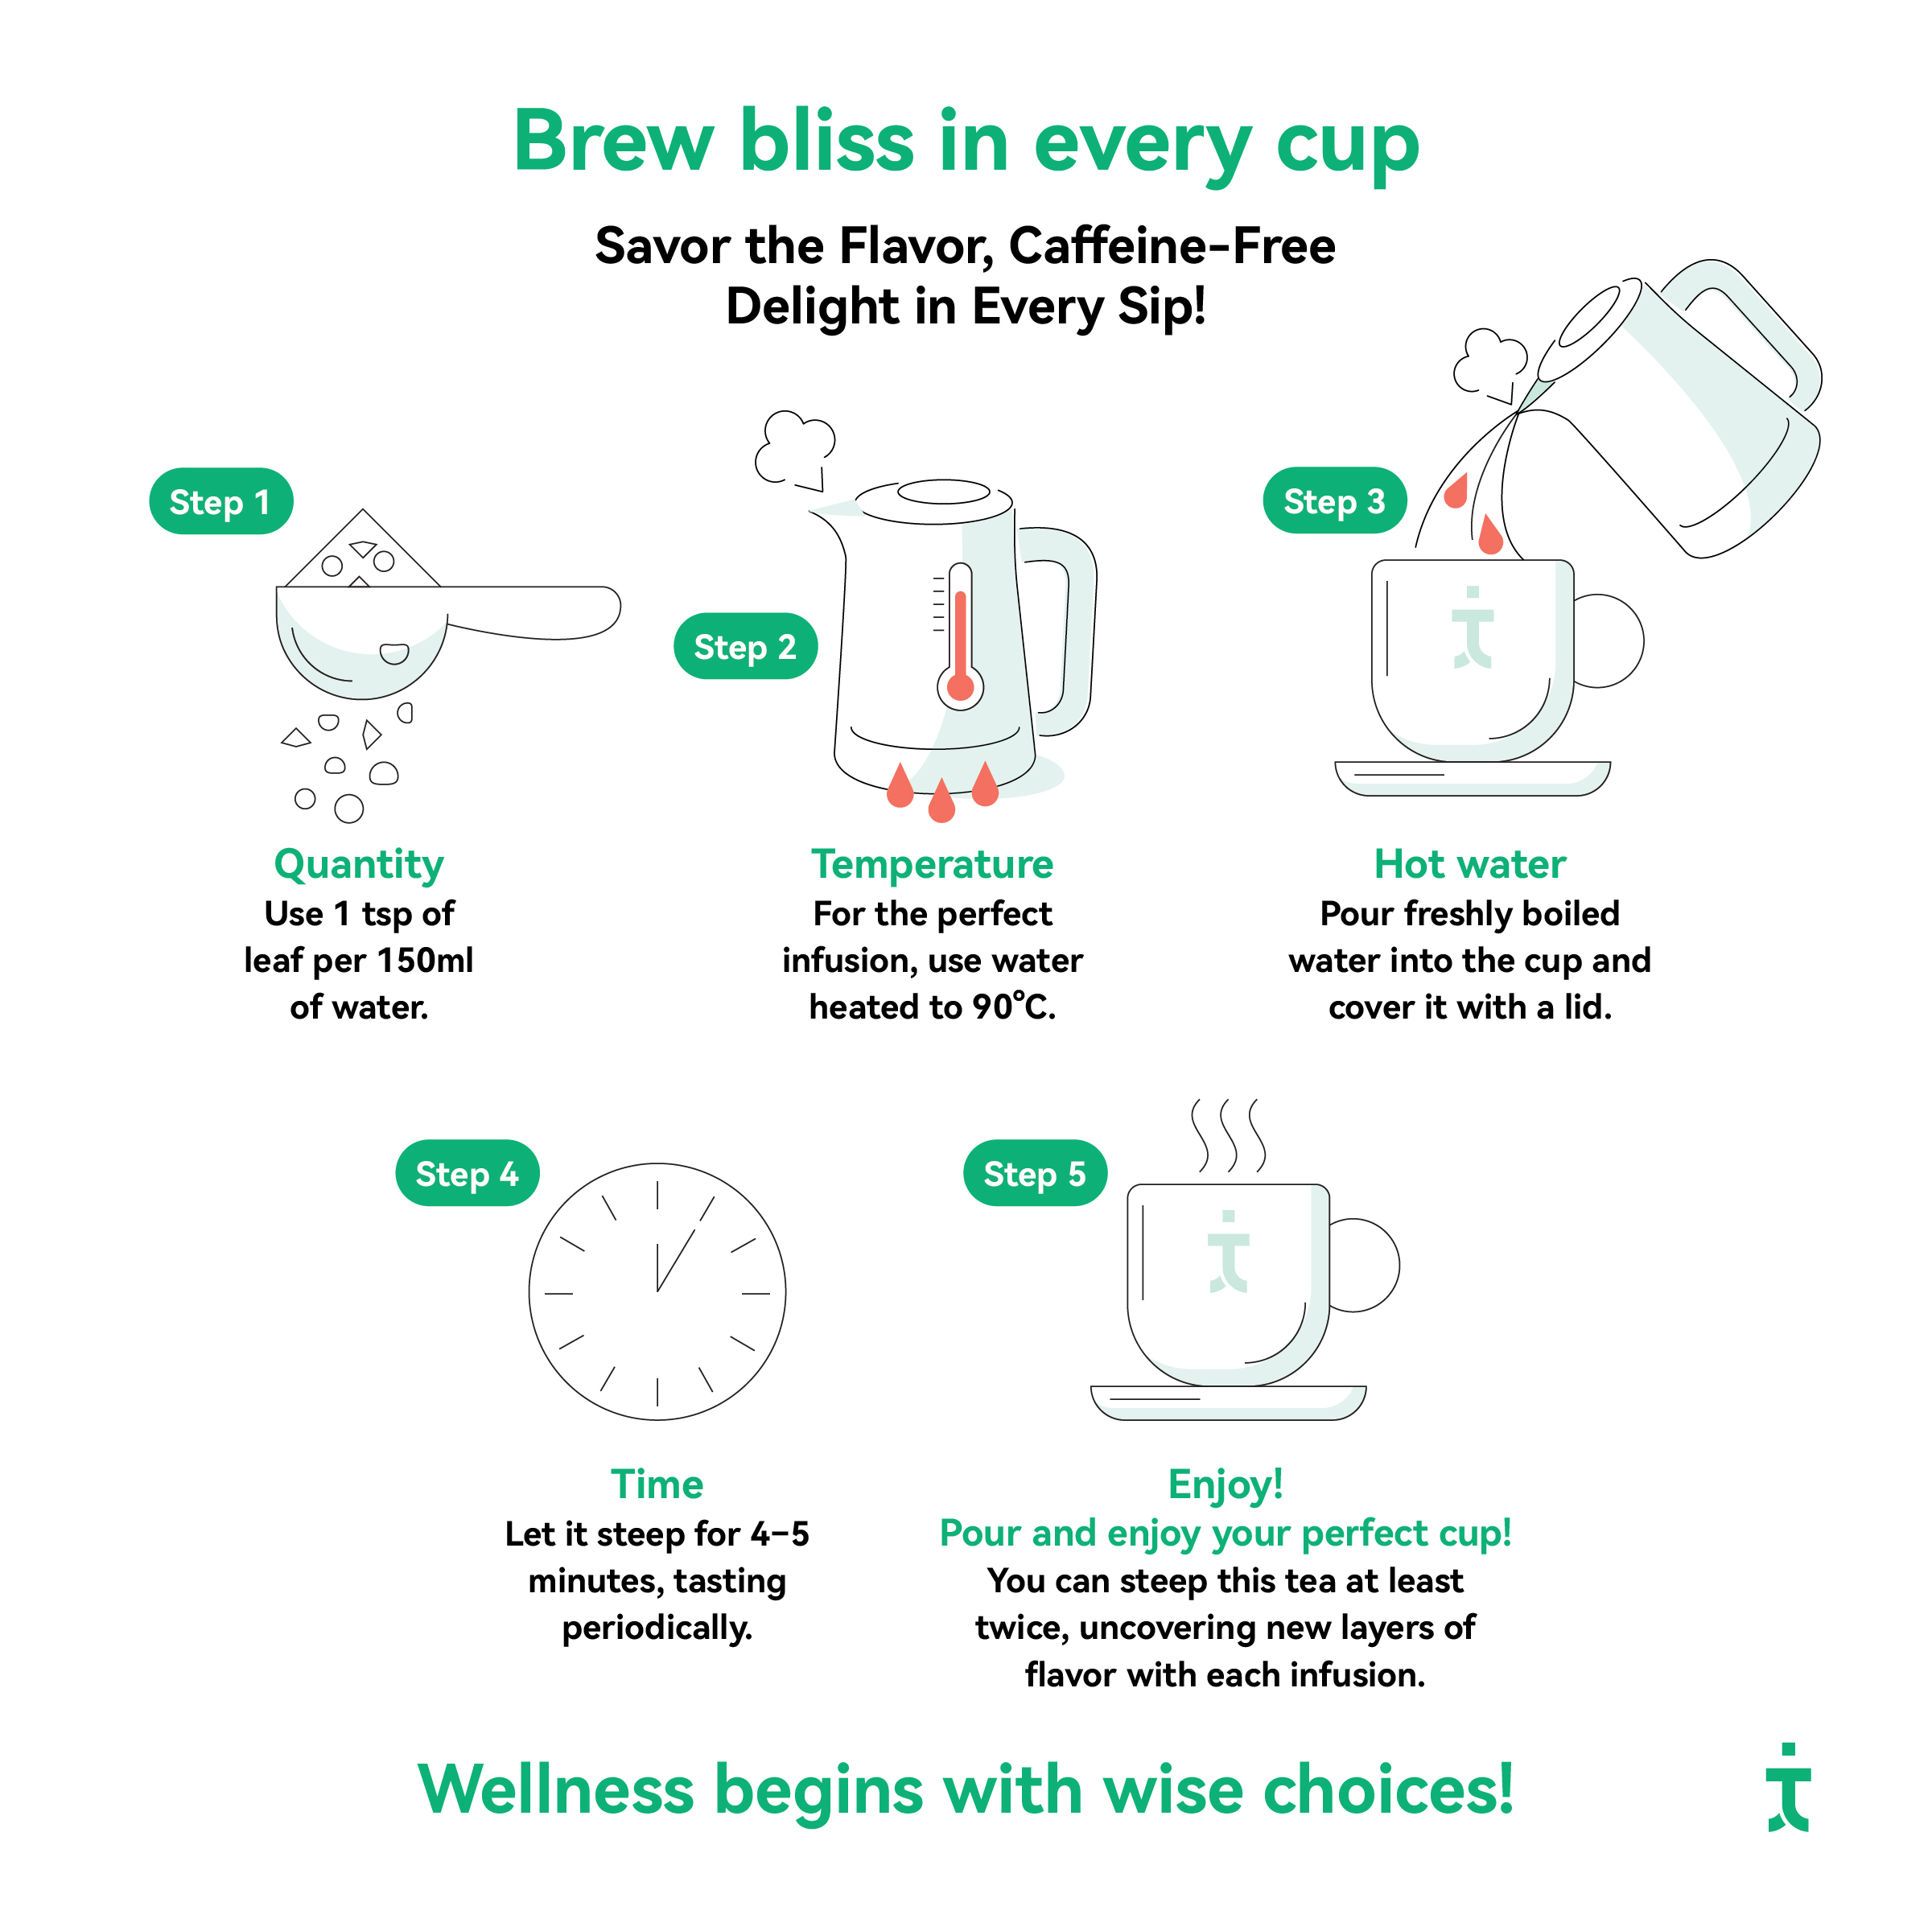 Brew bliss in every cup
Savor the Flavor, Caffeine-Free
Delight in Every Sip!
Step 1
Quantity
Use 1 tsp of
leaf per 150ml
of water.
Step 2
Temperature
For the perfect
infusion, use water
heated to 90°C.
Step 3
Hot water
Pour freshly boiled
water into the cup and
cover it with a lid.
Step 4
Time
Let it steep for 4–5
minutes, tasting
periodically.
Step 5
Enjoy!
Pour and enjoy your perfect cup!
You can steep this tea at least
twice, uncovering new layers of
flavor with each infusion.
Wellness begins with wise choices!